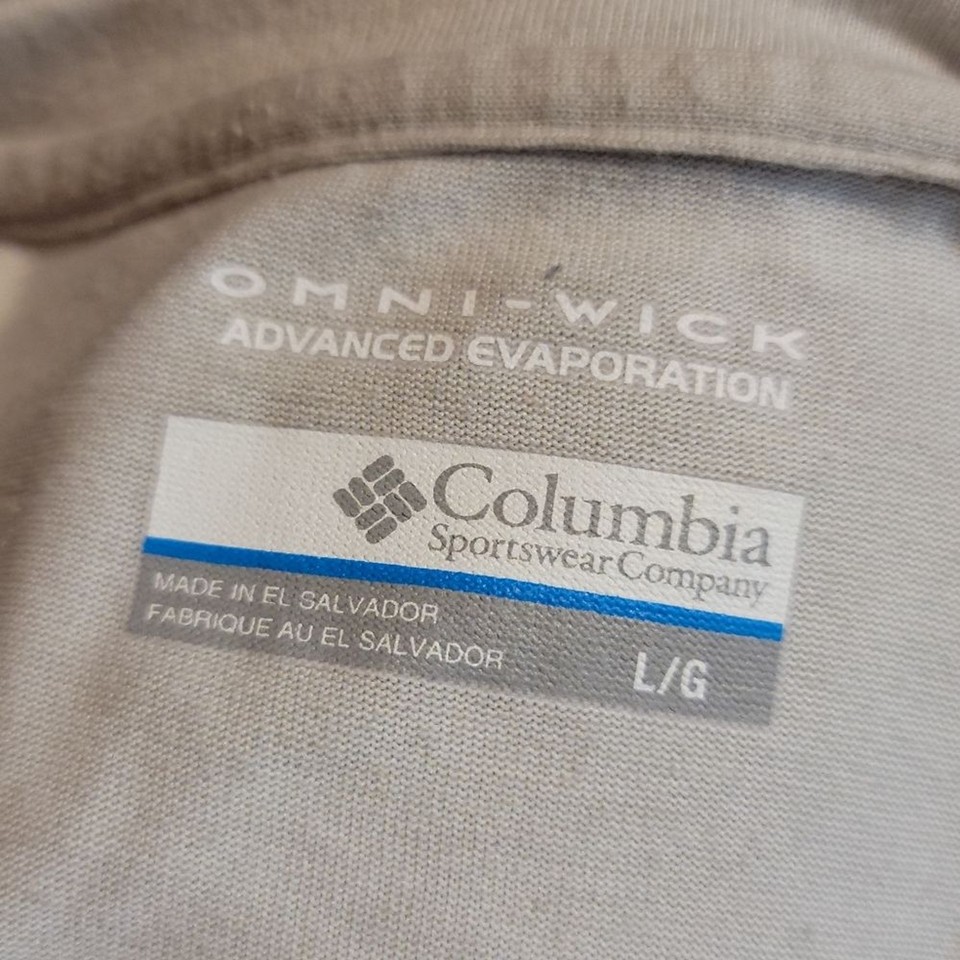 OMNI-WICK
ADVANCED EVAPORATION
Columbia
Sportswear Company
MADE IN EL SALVADOR
FABRIQUE AU EL SALVADOR
L/G